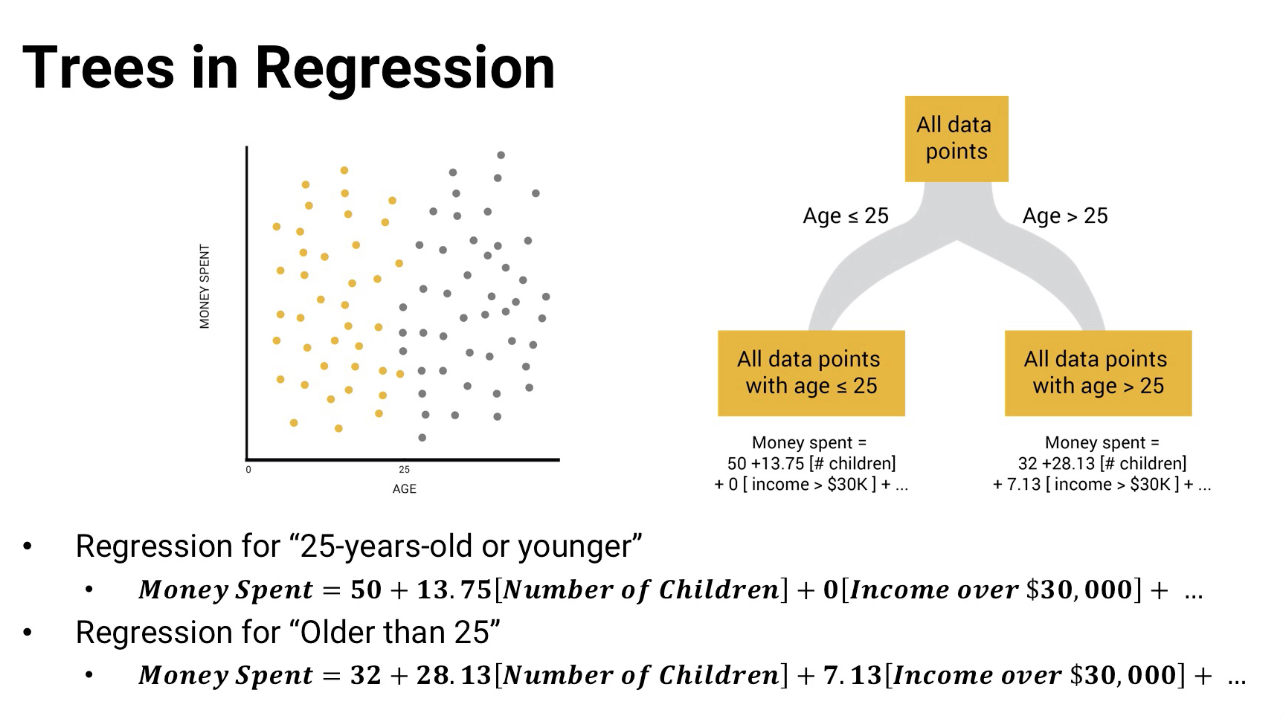 Trees in Regression
MONEY SPENT
0
25
AGE
All data
points
Age ≤ 25
Age > 25
All data points
with age ≤ 25
All data points
with age > 25
Money spent =
50 +13.75 [# children]
+ 0 [ income > $30K ] + ...
Money spent =
32 +28.13 [# children]
+ 7.13 [ income > $30K ] + ...
• Regression for “25-years-old or younger”
• Money Spent = 50 + 13.75[Number of Children] + 0[Income over $30,000] + …
• Regression for “Older than 25”
• Money Spent = 32 + 28.13[Number of Children] + 7.13[Income over $30,000] + …